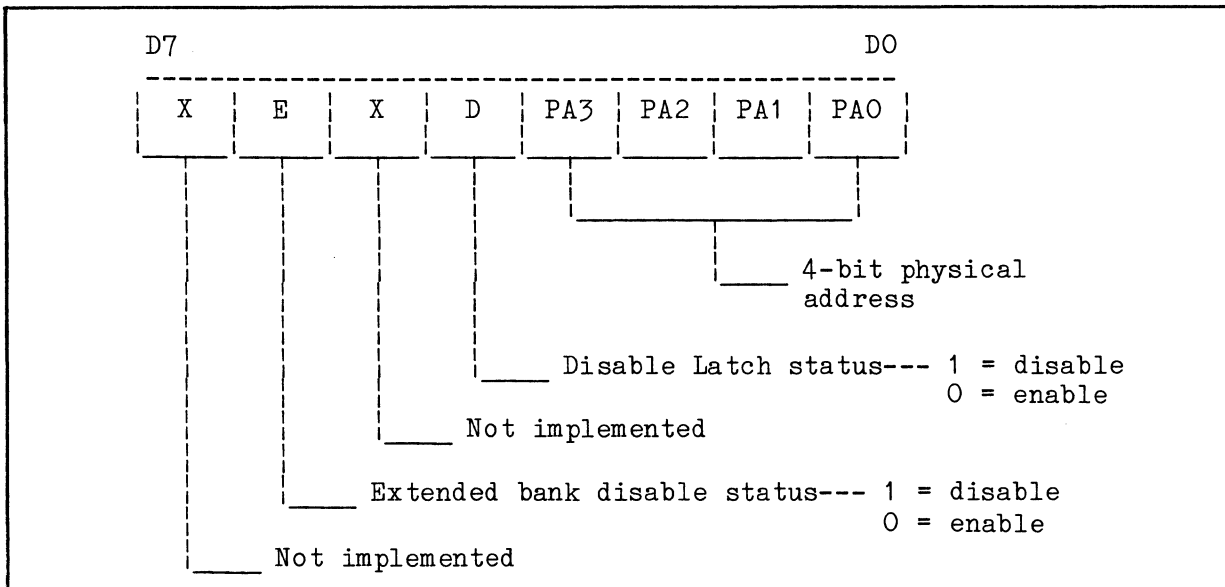 D7 D0
X E X D PA3 PA2 PA1 PA0
4-bit physical
address
Disable Latch status--- 1 = disable
0 = enable
Not implemented
Extended bank disable status--- 1 = disable
0 = enable
Not implemented